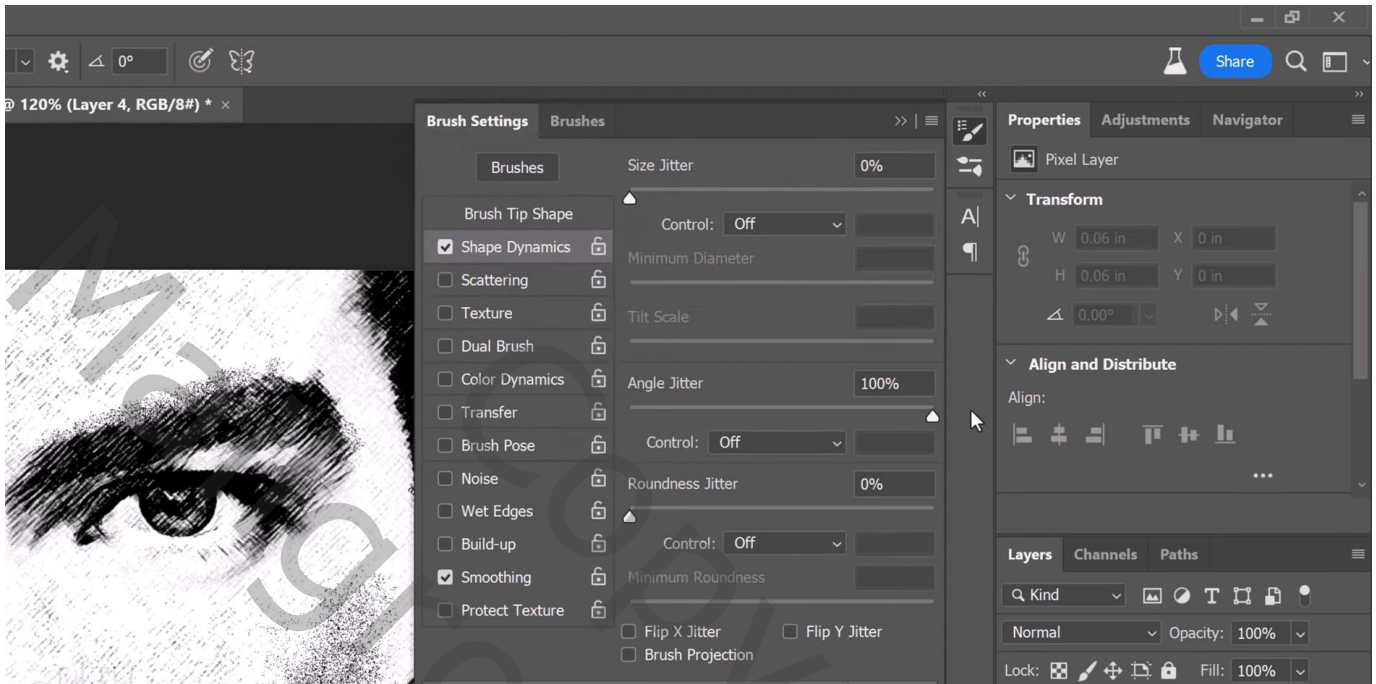 0°
Share
@ 120% (Layer 4, RGB/8#) * ×
Brush Settings Brushes
Properties Adjustments Navigator
Brushes
Size Jitter 0%
Pixel Layer
Transform
Brush Tip Shape
Control: Off
Shape Dynamics
W 0.06 in X 0 in
Minimum Diameter
Scattering
H 0.06 in Y 0 in
Texture
Tilt Scale
0.00°
Dual Brush
Align and Distribute
Color Dynamics
Angle Jitter 100%
Align:
Transfer
Brush Pose
Control: Off
Noise
Roundness Jitter 0%
Wet Edges
Build-up
Control: Off
Layers Channels Paths
Smoothing
Minimum Roundness
Kind
Protect Texture
Flip X Jitter Flip Y Jitter
Normal Opacity: 100%
Brush Projection
Lock: Fill: 100%